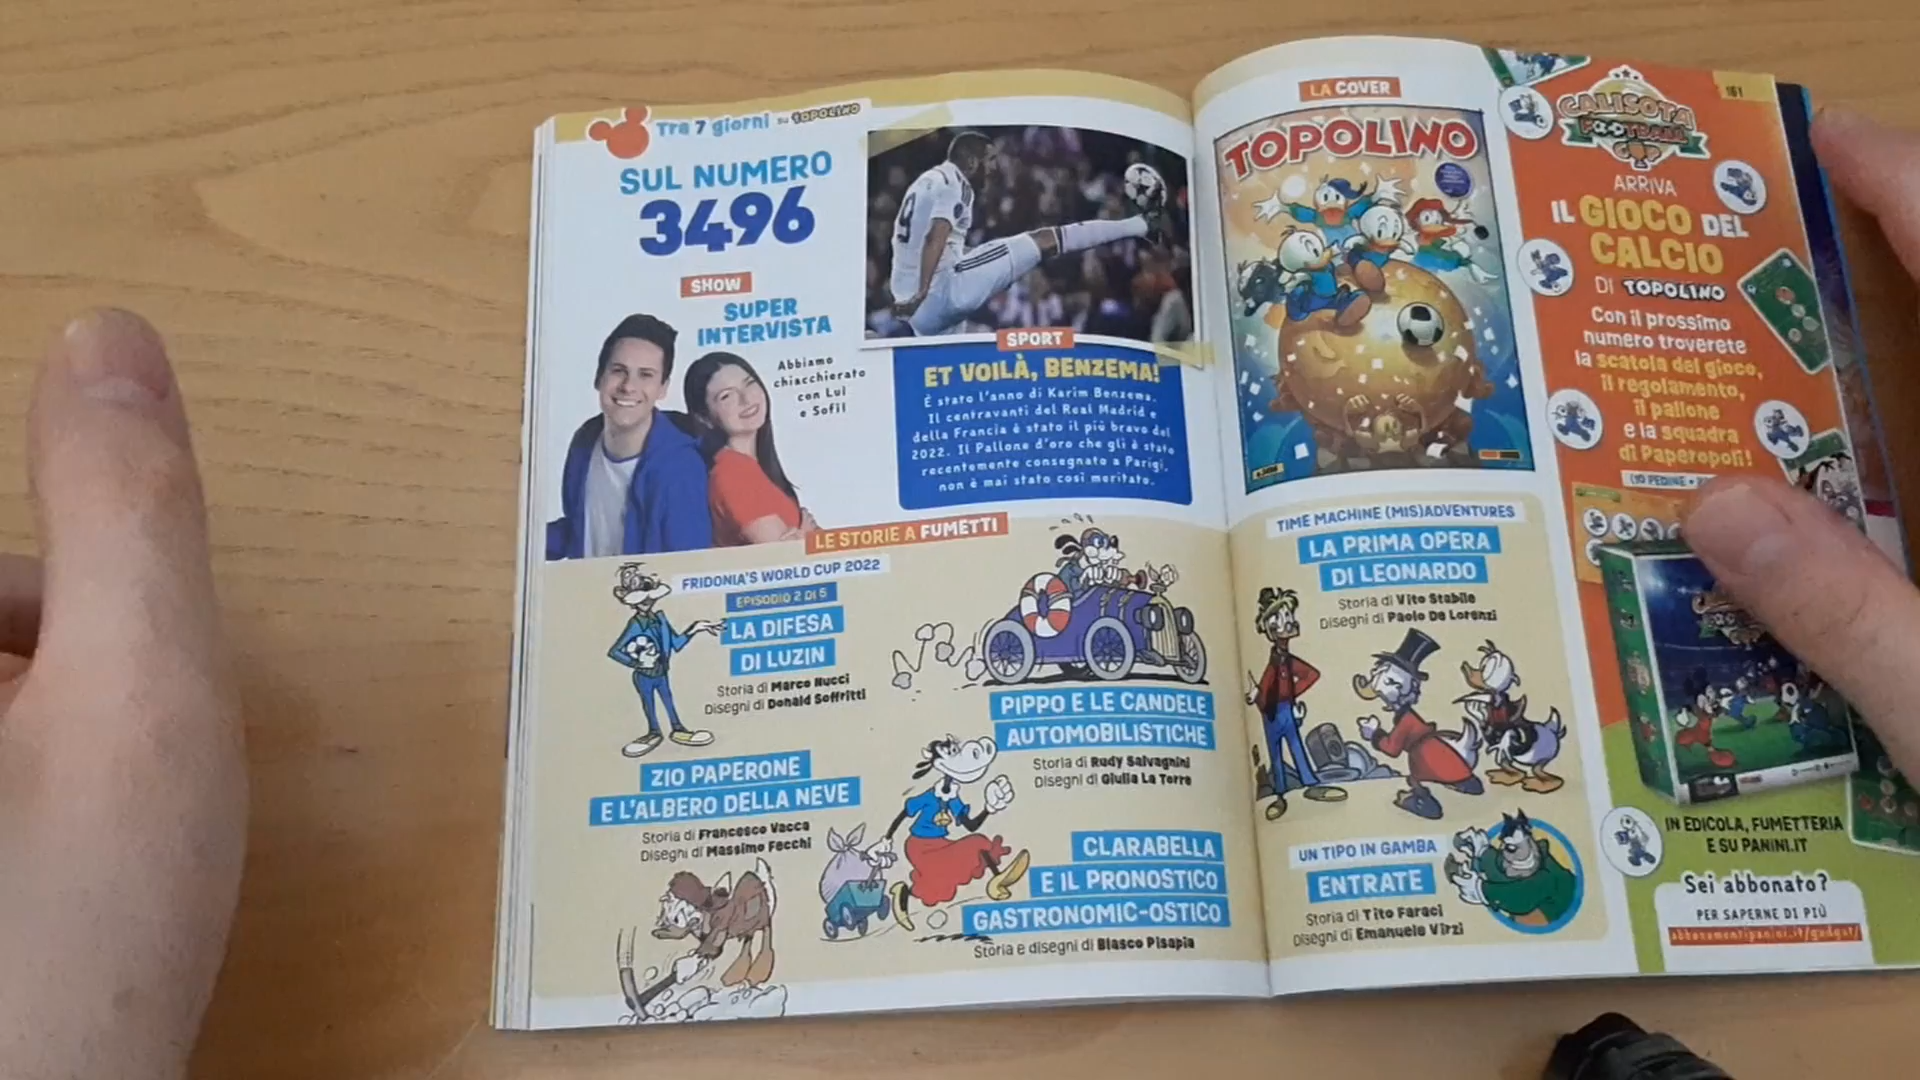 Tra 7 giorni su TOPOLINO
SUL NUMERO
3496
SHOW
SUPER
INTERVISTA
Abbiamo
chiacchierato
con Luì
e Sofì!
9
SPORT
ET VOILÀ, BENZEMA!
È stato l'anno di Karim Benzema.
Il centravanti del Real Madrid e
della Francia è stato il più bravo del
2022. Il Pallone d'oro che gli è stato
recentemente consegnato a Parigi,
non è mai stato così meritato.
LE STORIE A FUMETTI
FRIDONIA'S WORLD CUP 2022
EPISODIO 2 DI 5
LA DIFESA
DI LUZIN
Storia di Marco Nucci
Disegni di Donald Soffritti
ZIO PAPERONE
E L'ALBERO DELLA NEVE
Storia di Francesco Vacca
Disegni di Massimo Fecchi
PIPPO E LE CANDELE
AUTOMOBILISTICHE
Storia di Rudy Salvagnini
Disegni di Giulia La Torre
CLARABELLA
E IL PRONOSTICO
GASTRONOMIC-OSTICO
Storia e disegni di Blasco Pisapia
LA COVER
TOPOLINO
TIME MACHINE (MIS)ADVENTURES
LA PRIMA OPERA
DI LEONARDO
Storia di Vito Stabile
Disegni di Paolo De Lorenzi
UN TIPO IN GAMBA
ENTRATE
Storia di Tito Faraci
Disegni di Emanuele Virzì
161
CALISOTA
FOOTBALL
CUP
ARRIVA
IL GIOCO DEL
CALCIO
DI TOPOLINO
Con il prossimo
numero troverete
la scatola del gioco,
il regolamento,
il pallone
e la squadra
di Paperopoli!
(10 PEDINE +
IN EDICOLA, FUMETTERIA
E SU PANINI.IT
Sei abbonato?
PER SAPERNE DI PIÙ
abbonamentipanini.it/gadget/